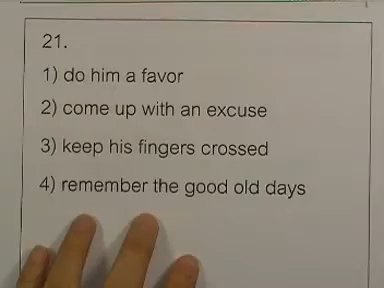 21.
1) do him a favor
2) come up with an excuse
3) keep his fingers crossed
4) remember the good old days